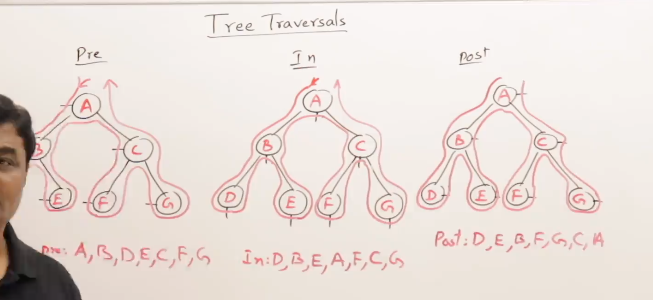 Tree Traversals
Pre
In
Post
A
B
C
E
F
G
A
B
C
D
E
F
G
A
B
C
D
E
F
G
Pre: A, B, D, E, C, F, G
In: D, B, E, A, F, C, G
Post: D, E, B, F, G, C, A